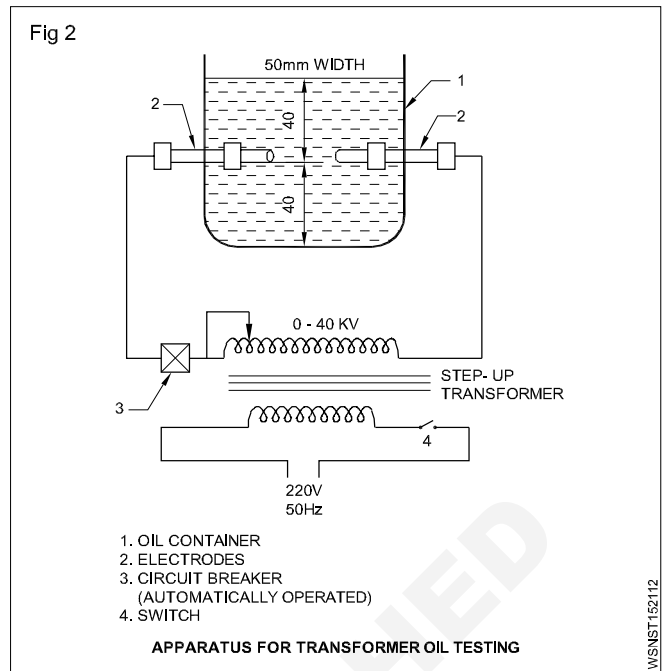 Fig 2
50mm WIDTH
1
2
2
40
40
0 - 40 KV
STEP- UP
TRANSFORMER
3
4
220V
50Hz
1. OIL CONTAINER
2. ELECTRODES
3. CIRCUIT BREAKER
(AUTOMATICALLY OPERATED)
4. SWITCH
APPARATUS FOR TRANSFORMER OIL TESTING
WSNST152112
HED